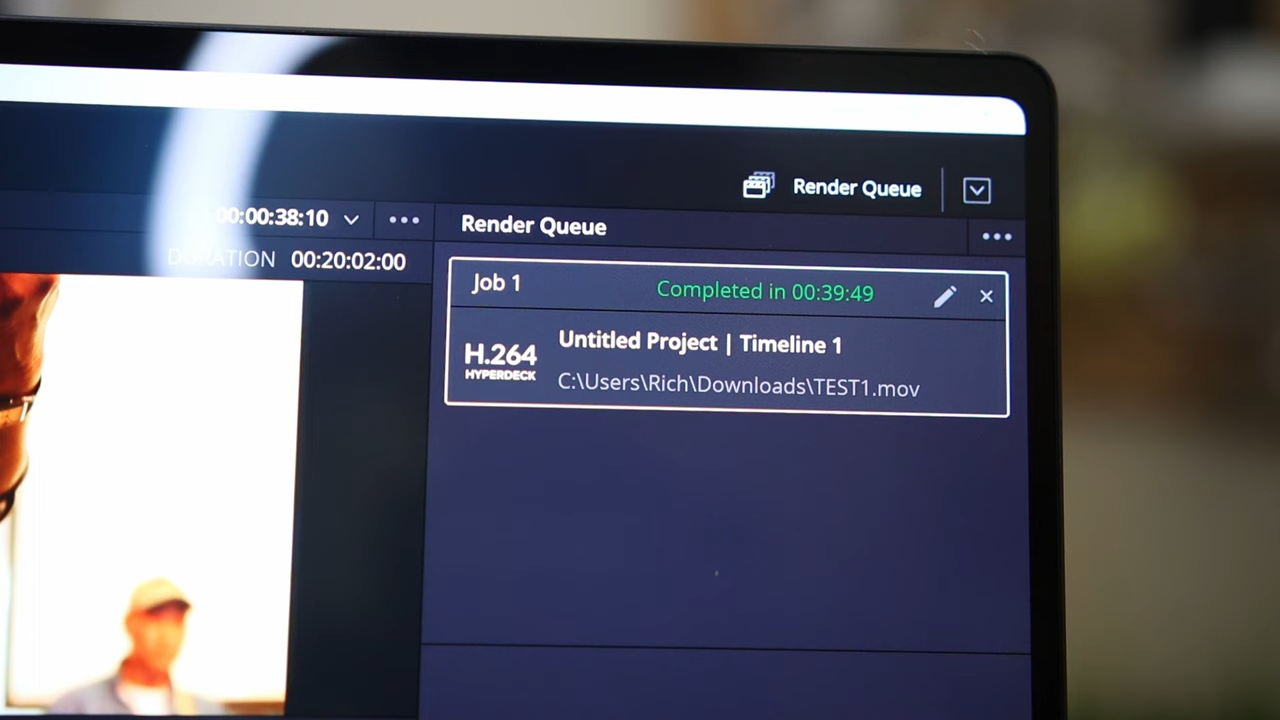 Render Queue
00:00:38:10
Render Queue
DURATION 00:20:02:00
Job 1
Completed in 00:39:49
H.264
HYPERDECK
Untitled Project | Timeline 1
C:\Users\Rich\Downloads\TEST1.mov